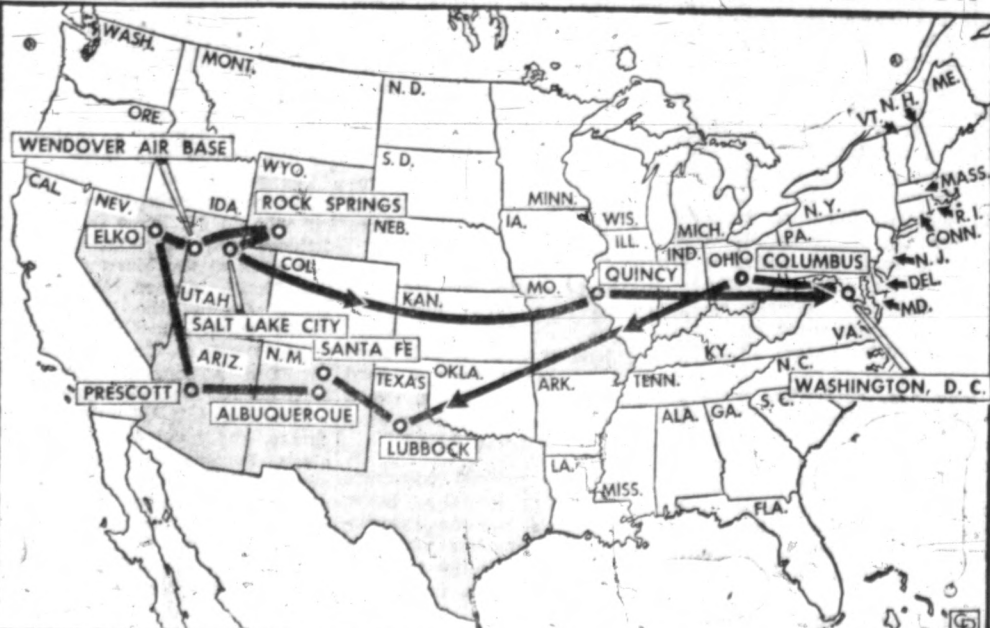 WASH.
MONT.
N.D.
ME.
VT.
N.H.
ORE.
WENDOVER AIR BASE
S.D.
WYO.
MASS.
CAL.
NEV.
IDA.
ROCK SPRINGS
MINN.
WIS.
N.Y.
R.I.
CONN.
ELKO
NEB.
IA.
ILL.
MICH.
PA.
IND.
OHIO
COLUMBUS
N.J.
COL.
QUINCY
DEL.
UTAH
KAN.
MO.
MD.
SALT LAKE CITY
VA.
SANTA FE
ARIZ.
N.M.
KY.
N.C.
OKLA.
TEXAS
ARK.
TENN.
WASHINGTON, D.C.
PRESCOTT
ALBUQUERQUE
S.C.
ALA.
GA.
LUBBOCK
LA.
MISS.
FLA.